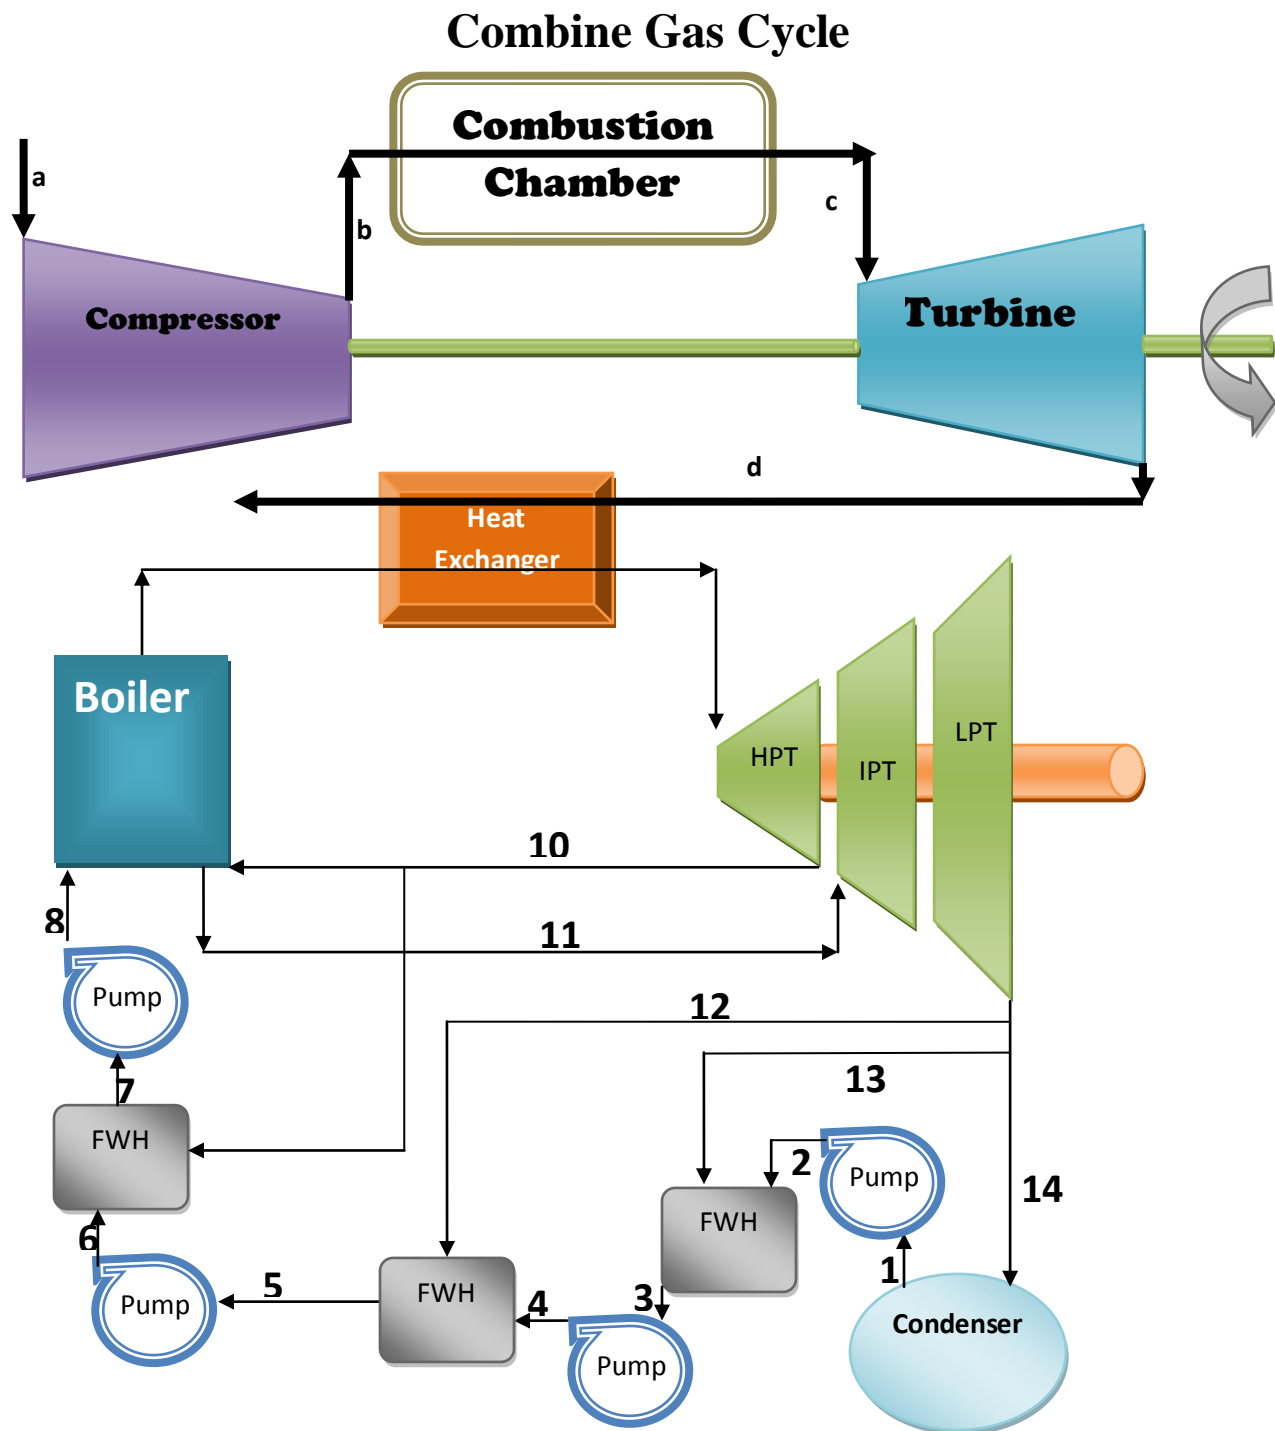 Combine Gas Cycle
Combustion
Chamber
a
b
c
Compressor
Turbine
d
Heat
Exchanger
Boiler
HPT
IPT
LPT
10
8
11
Pump
12
7
13
FWH
2
Pump
14
6
FWH
1
5
FWH
4
3
Pump
Condenser
Pump